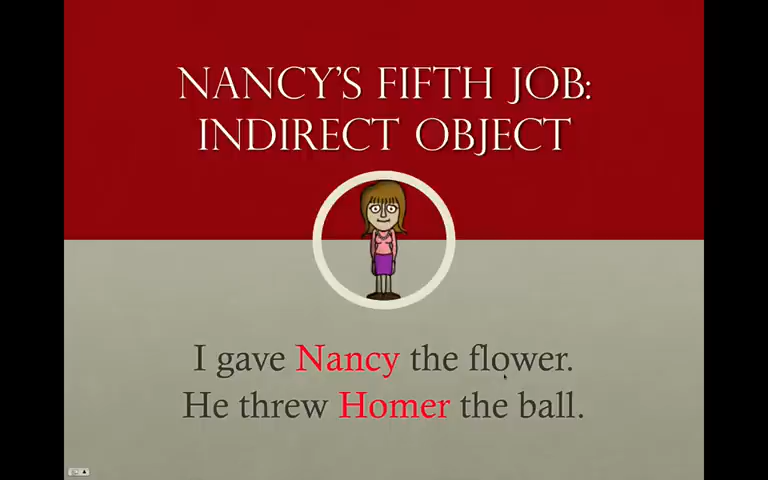 NANCY'S FIFTH JOB:
INDIRECT OBJECT
I gave Nancy the flower.
He threw Homer the ball.